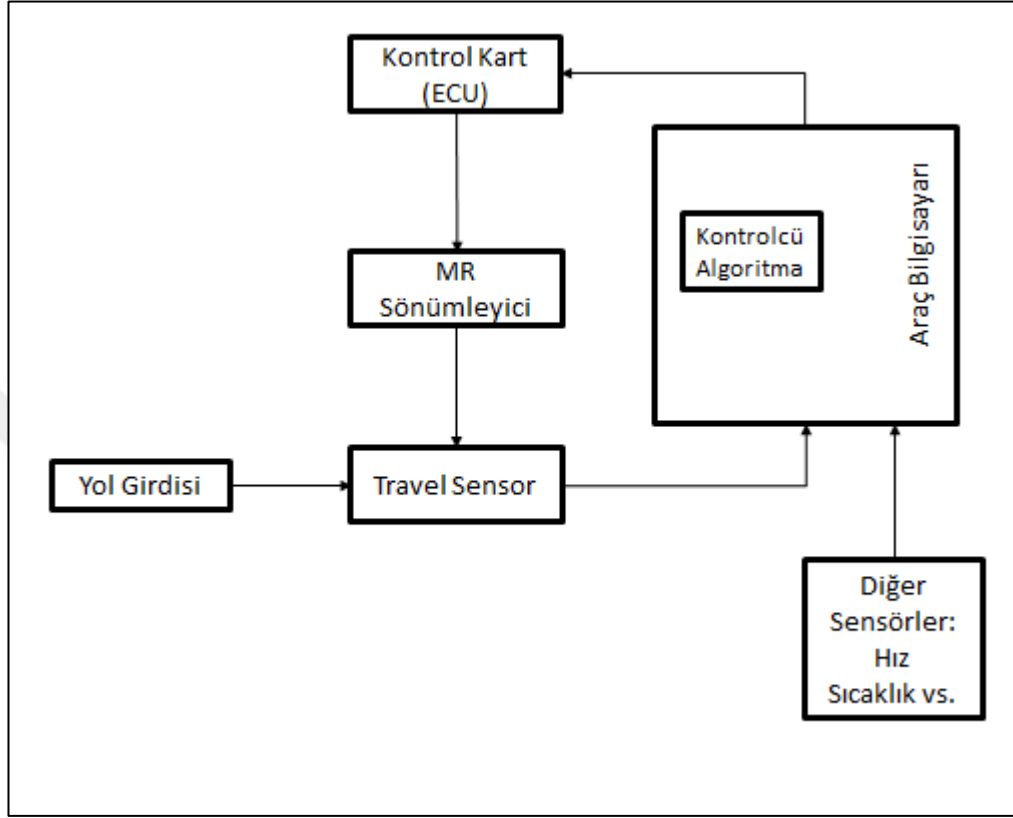 Kontrol Kart
(ECU)
Kontrolcü
Algoritma
Araç Bilgisayarı
MR
Sönümleyici
Yol Girdisi
Travel Sensor
Diğer
Sensörler:
Hız
Sıcaklık vs.